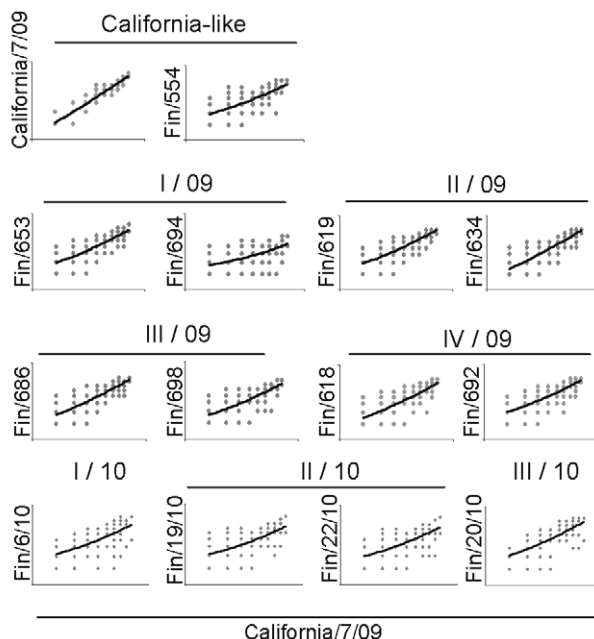 California-like
California/7/09
Fin/554
I / 09
II / 09
Fin/653
Fin/694
Fin/619
Fin/634
III / 09
IV / 09
Fin/686
Fin/698
Fin/618
Fin/692
I / 10
II / 10
III / 10
Fin/6/10
Fin/19/10
Fin/22/10
Fin/20/10
California/7/09